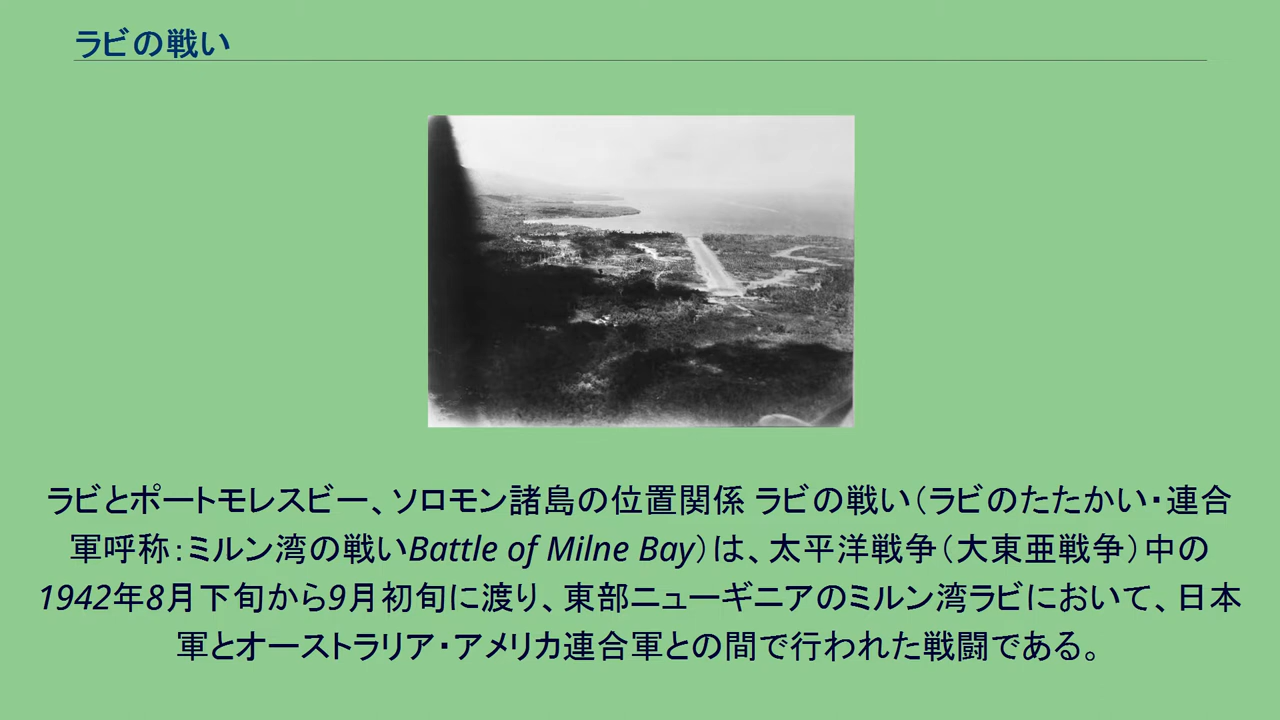 ラビの戦い
ラビとポートモレスビー、ソロモン諸島の位置関係 ラビの戦い（ラビのたたかい・連合
軍呼称：ミルン湾の戦いBattle of Milne Bay）は、太平洋戦争（大東亜戦争）中の
1942年8月下旬から9月初旬に渡り、東部ニューギニアのミルン湾ラビにおいて、日本
軍とオーストラリア・アメリカ連合軍との間で行われた戦闘である。